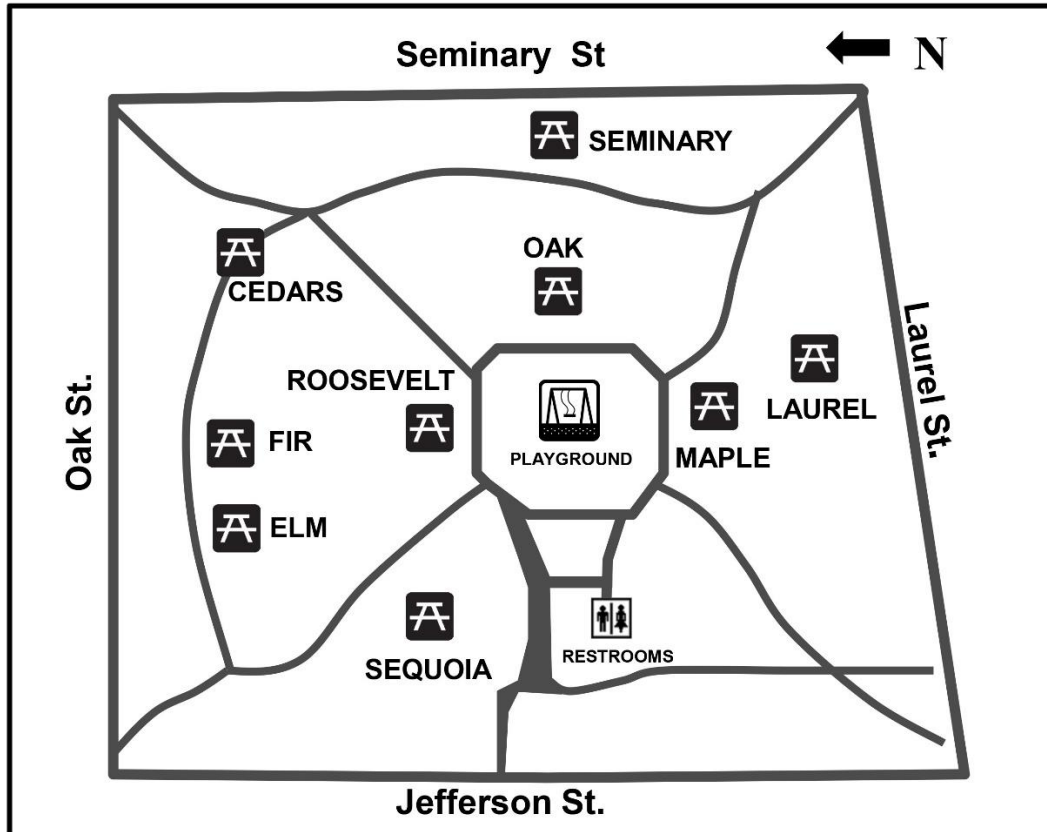 Seminary St
N
SEMINARY
OAK
CEDARS
ROOSEVELT
LAUREL
Laurel St.
Oak St.
FIR
PLAYGROUND
MAPLE
ELM
RESTROOMS
SEQUOIA
Jefferson St.